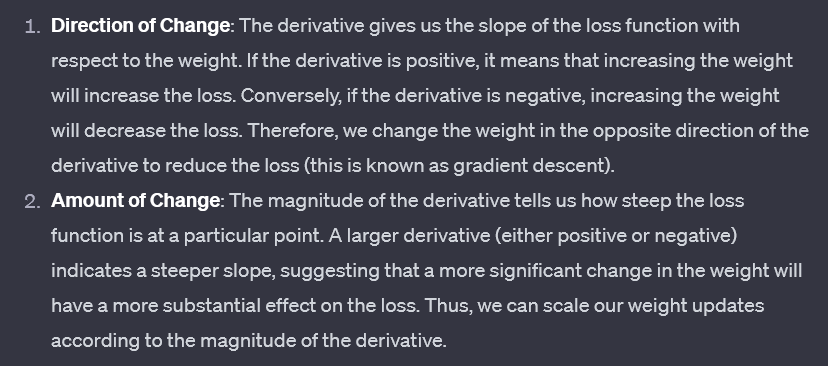 1. Direction of Change: The derivative gives us the slope of the loss function with
respect to the weight. If the derivative is positive, it means that increasing the weight
will increase the loss. Conversely, if the derivative is negative, increasing the weight
will decrease the loss. Therefore, we change the weight in the opposite direction of the
derivative to reduce the loss (this is known as gradient descent).
2. Amount of Change: The magnitude of the derivative tells us how steep the loss
function is at a particular point. A larger derivative (either positive or negative)
indicates a steeper slope, suggesting that a more significant change in the weight will
have a more substantial effect on the loss. Thus, we can scale our weight updates
according to the magnitude of the derivative.